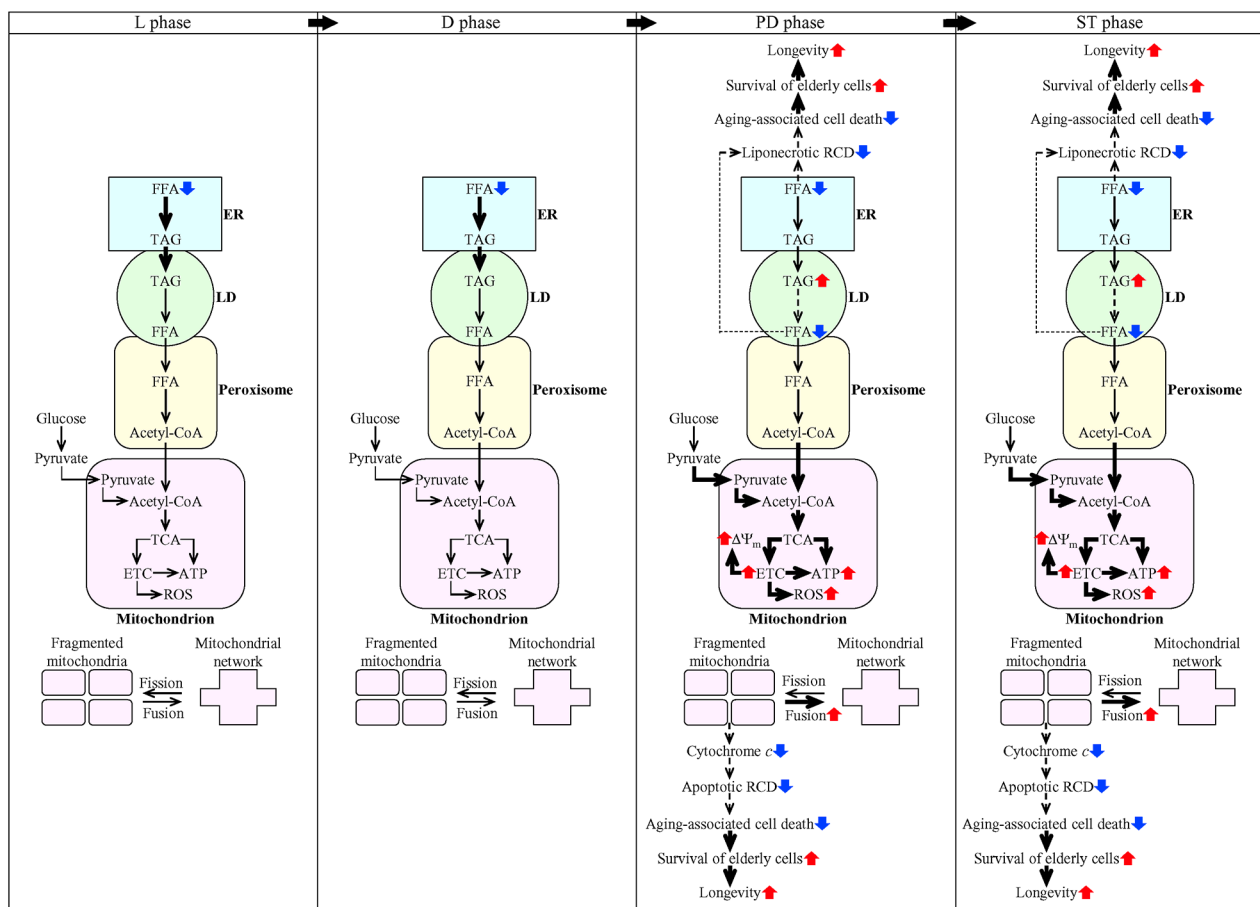 L phase
D phase
PD phase
ST phase
FFA
ER
TAG
TAG
LD
FFA
FFA
Peroxisome
Glucose
Acetyl-CoA
Pyruvate
Pyruvate
Acetyl-CoA
TCA
ETC
ATP
ROS
Mitochondrion
Fragmented
mitochondria
Mitochondrial
network
Fission
Fusion
FFA
ER
TAG
TAG
LD
FFA
FFA
Peroxisome
Glucose
Acetyl-CoA
Pyruvate
Pyruvate
Acetyl-CoA
TCA
ETC
ATP
ROS
Mitochondrion
Fragmented
mitochondria
Mitochondrial
network
Fission
Fusion
Longevity
Survival of elderly cells
Aging-associated cell death
Liponecrotic RCD
FFA
ER
TAG
TAG
LD
FFA
FFA
Peroxisome
Glucose
Acetyl-CoA
Pyruvate
Pyruvate
Acetyl-CoA
ΔΨm
TCA
ETC
ATP
ROS
Mitochondrion
Fragmented
mitochondria
Mitochondrial
network
Fission
Fusion
Cytochrome c
Apoptotic RCD
Aging-associated cell death
Survival of elderly cells
Longevity
Longevity
Survival of elderly cells
Aging-associated cell death
Liponecrotic RCD
FFA
ER
TAG
TAG
LD
FFA
FFA
Peroxisome
Glucose
Acetyl-CoA
Pyruvate
Pyruvate
Acetyl-CoA
ΔΨm
TCA
ETC
ATP
ROS
Mitochondrion
Fragmented
mitochondria
Mitochondrial
network
Fission
Fusion
Cytochrome c
Apoptotic RCD
Aging-associated cell death
Survival of elderly cells
Longevity